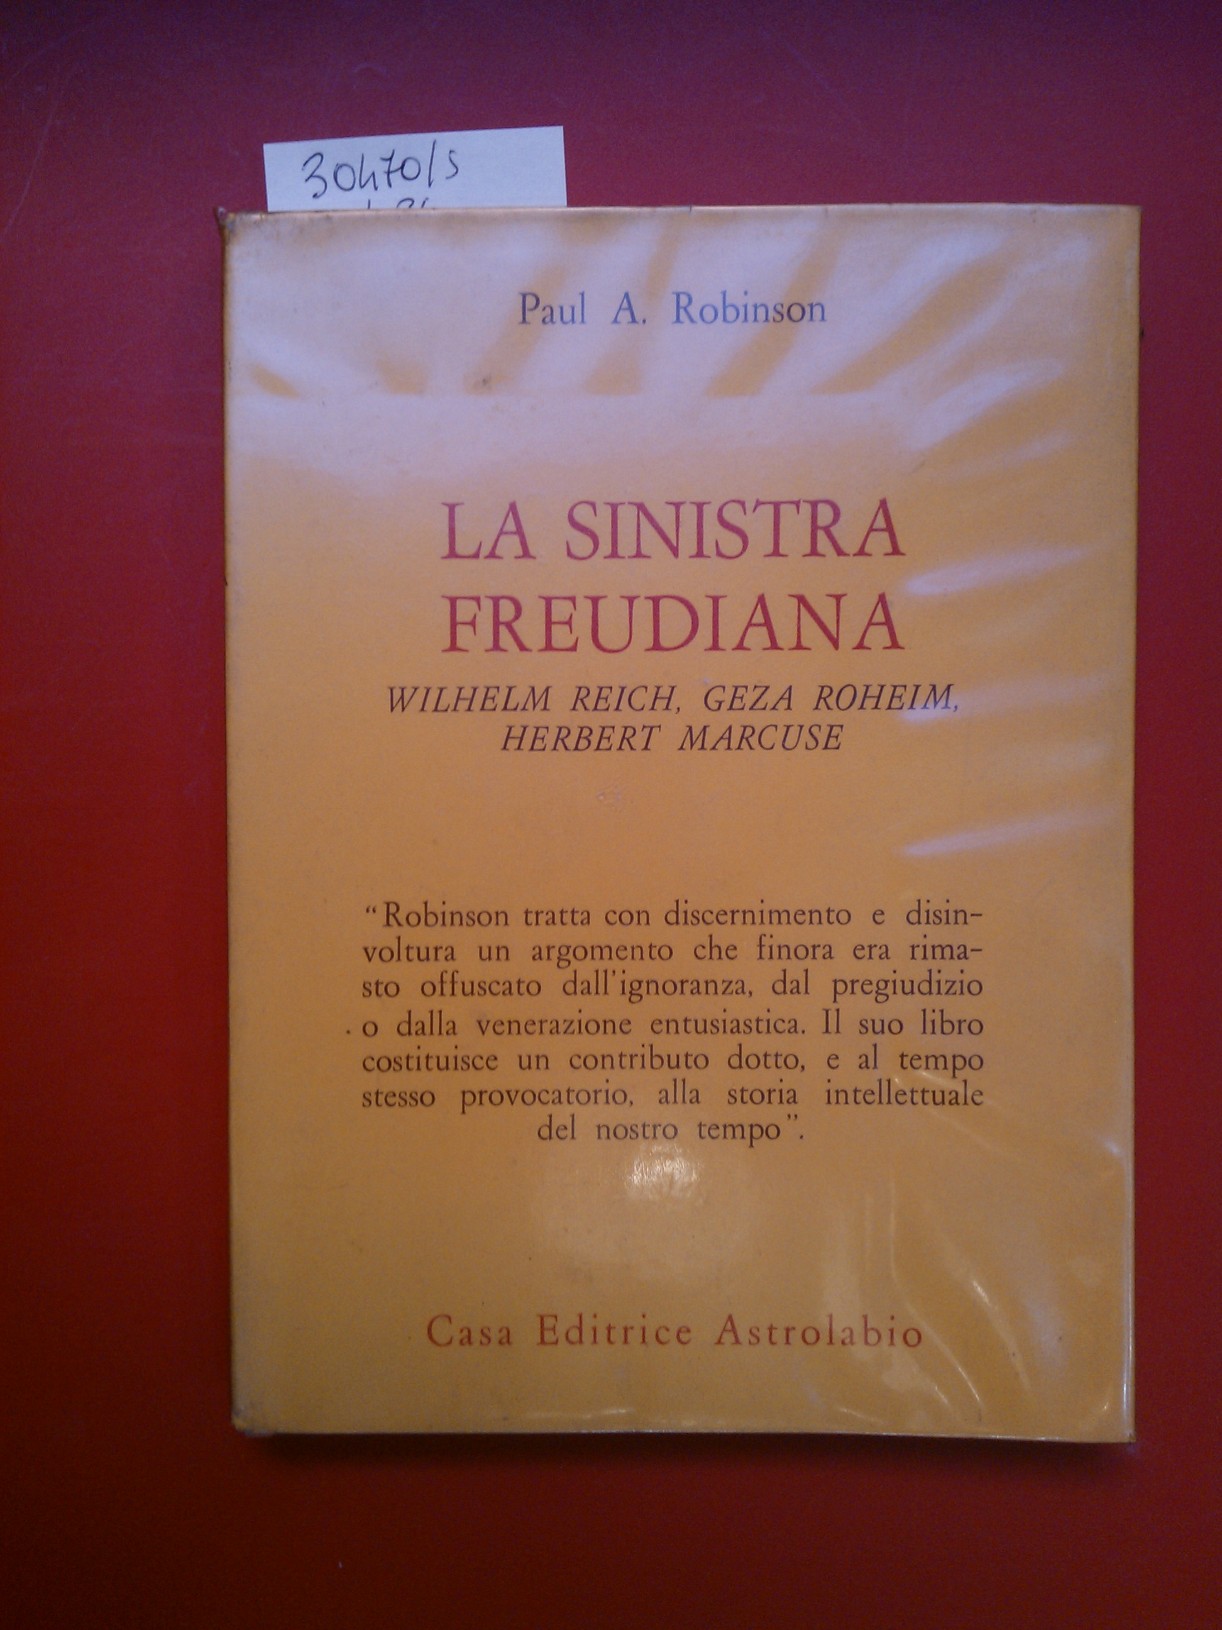 30470/s
Paul A. Robinson
LA SINISTRA
FREUDIANA
WILHELM REICH, GEZA ROHEIM,
HERBERT MARCUSE
“Robinson tratta con discernimento e disin-
voltura un argomento che finora era rima-
sto offuscato dall'ignoranza, dal pregiudizio
o dalla venerazione entusiastica. Il suo libro
costituisce un contributo dotto, e al tempo
stesso provocatorio, alla storia intellettuale
del nostro tempo”.
Casa Editrice Astrolabio